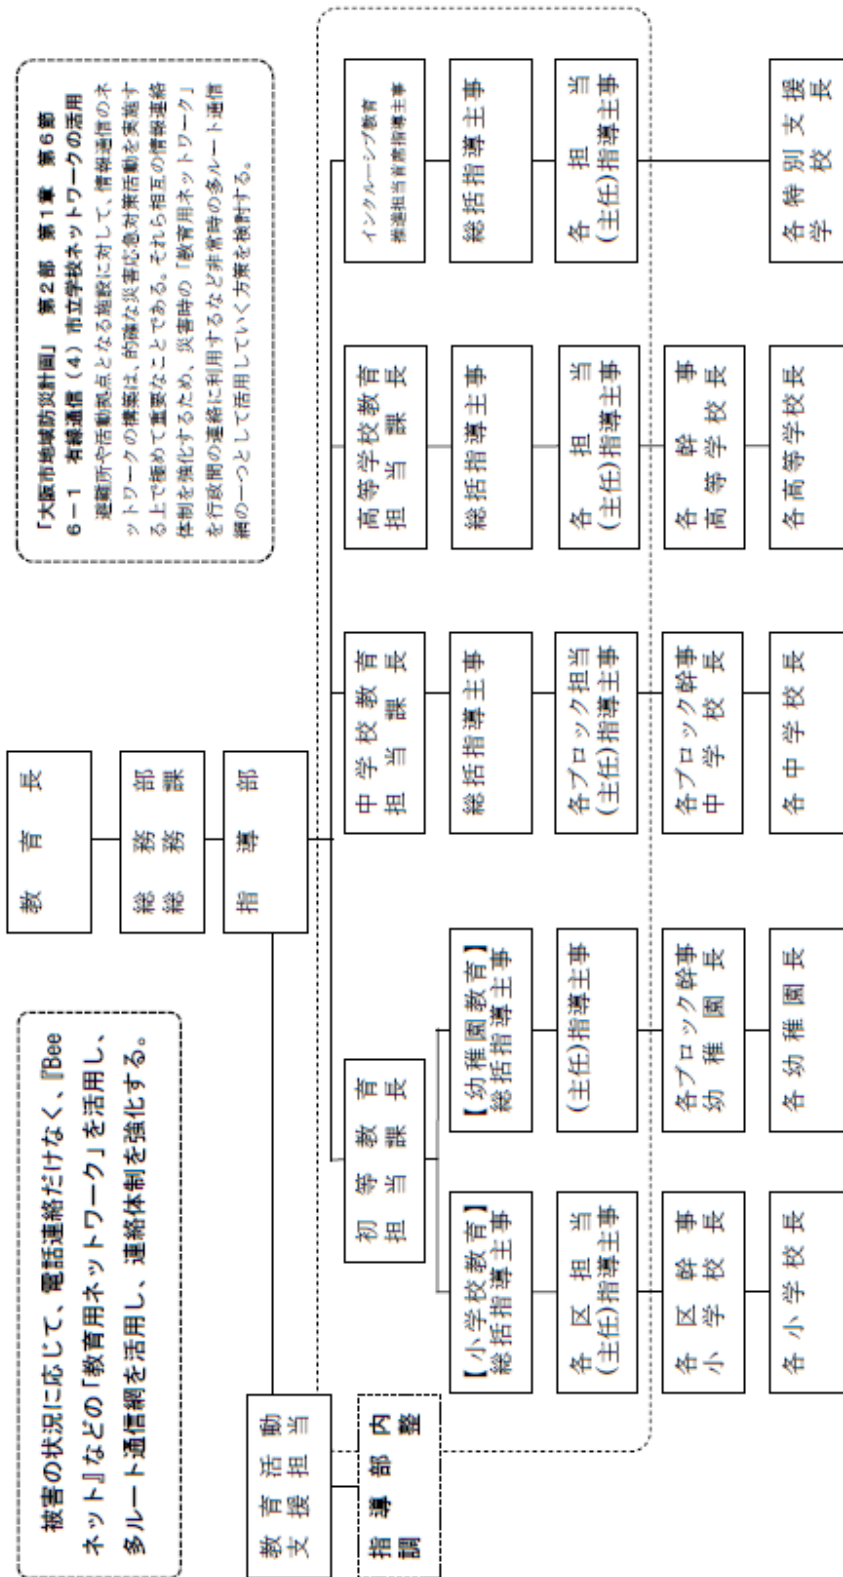 被害の状況に応じて、電話連絡だけなく、『Bee
ネット』などの「教育用ネットワーク」を活用し、
多ルート通信網を活用し、連絡体制を強化する。
「大阪市地域防災計画」 第2部 第1章 第6節
6-1 有線通信(4)市立学校ネットワークの活用
避難所や活動拠点となる施設に対して、情報通信のネ
ットワークの構築は、的確な災害応急対策活動を実施す
る上で極めて重要なことである。それら相互の情報連絡
体制を強化するため、災害時の「教育用ネットワーク」
を行政間の連絡に利用するなど非常時の多ルート通信
網の一つとして活用していく方策を検討する。
教育長
総務部
総務課
指導部
教育活動
支援担当
指導部内
調整
初等教育
担当課長
中学校教育
担当課長
高等学校教育
担当課長
インクルーシブ教育
推進担当首席指導主事
【小学校教育】
総括指導主事
【幼稚園教育】
総括指導主事
総括指導主事
総括指導主事
総括指導主事
各区担当
(主任)指導主事
(主任)指導主事
各ブロック担当
(主任)指導主事
各担当
(主任)指導主事
各担当
(主任)指導主事
各区幹事
小学校長
各ブロック幹事
幼稚園長
各ブロック幹事
中学校長
各幹事
高等学校長
各小学校長
各幼稚園長
各中学校長
各高等学校長
各特別支援
学校長